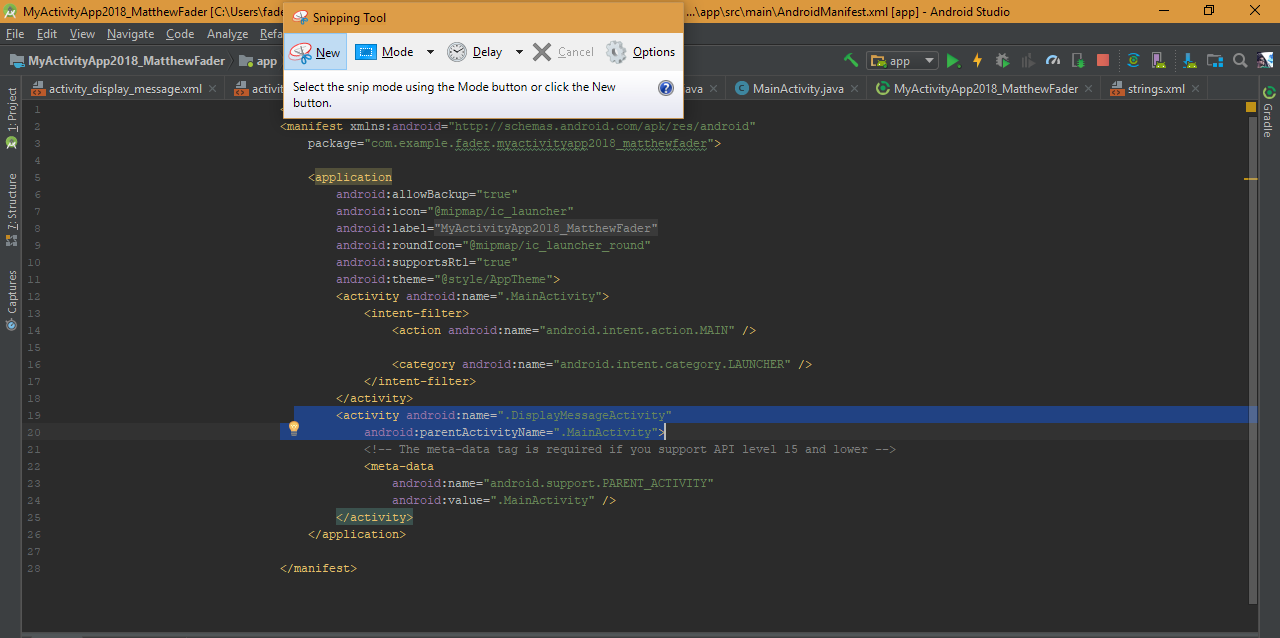 MyActivityApp2018_MatthewFader [C:\Users\fade
Snipping Tool
...\app\src\main\AndroidManifest.xml [app] - Android Studio
File Edit View Navigate Code Analyze Refa
New Mode Delay Cancel Options
MyActivityApp2018_MatthewFader app
app
Select the snip mode using the Mode button or click the New
button.
activity_display_message.xml
activit
ava
MainActivity.java
MyActivityApp2018_MatthewFader
strings.xml
1: Project
7: Structure
Captures
Gradle
1 <
2 <manifest xmlns:android="http://schemas.android.com/apk/res/android"
3 package="com.example.fader.myactivityapp2018_matthewfader">
4
5 <application
6 android:allowBackup="true"
7 android:icon="@mipmap/ic_launcher"
8 android:label="MyActivityApp2018_MatthewFader"
9 android:roundIcon="@mipmap/ic_launcher_round"
10 android:supportsRtl="true"
11 android:theme="@style/AppTheme">
12 <activity android:name=".MainActivity">
13 <intent-filter>
14 <action android:name="android.intent.action.MAIN" />
15
16 <category android:name="android.intent.category.LAUNCHER" />
17 </intent-filter>
18 </activity>
19 <activity android:name=".DisplayMessageActivity"
20 android:parentActivityName=".MainActivity">
21 <!-- The meta-data tag is required if you support API level 15 and lower -->
22 <meta-data
23 android:name="android.support.PARENT_ACTIVITY"
24 android:value=".MainActivity" />
25 </activity>
26 </application>
27
28 </manifest>